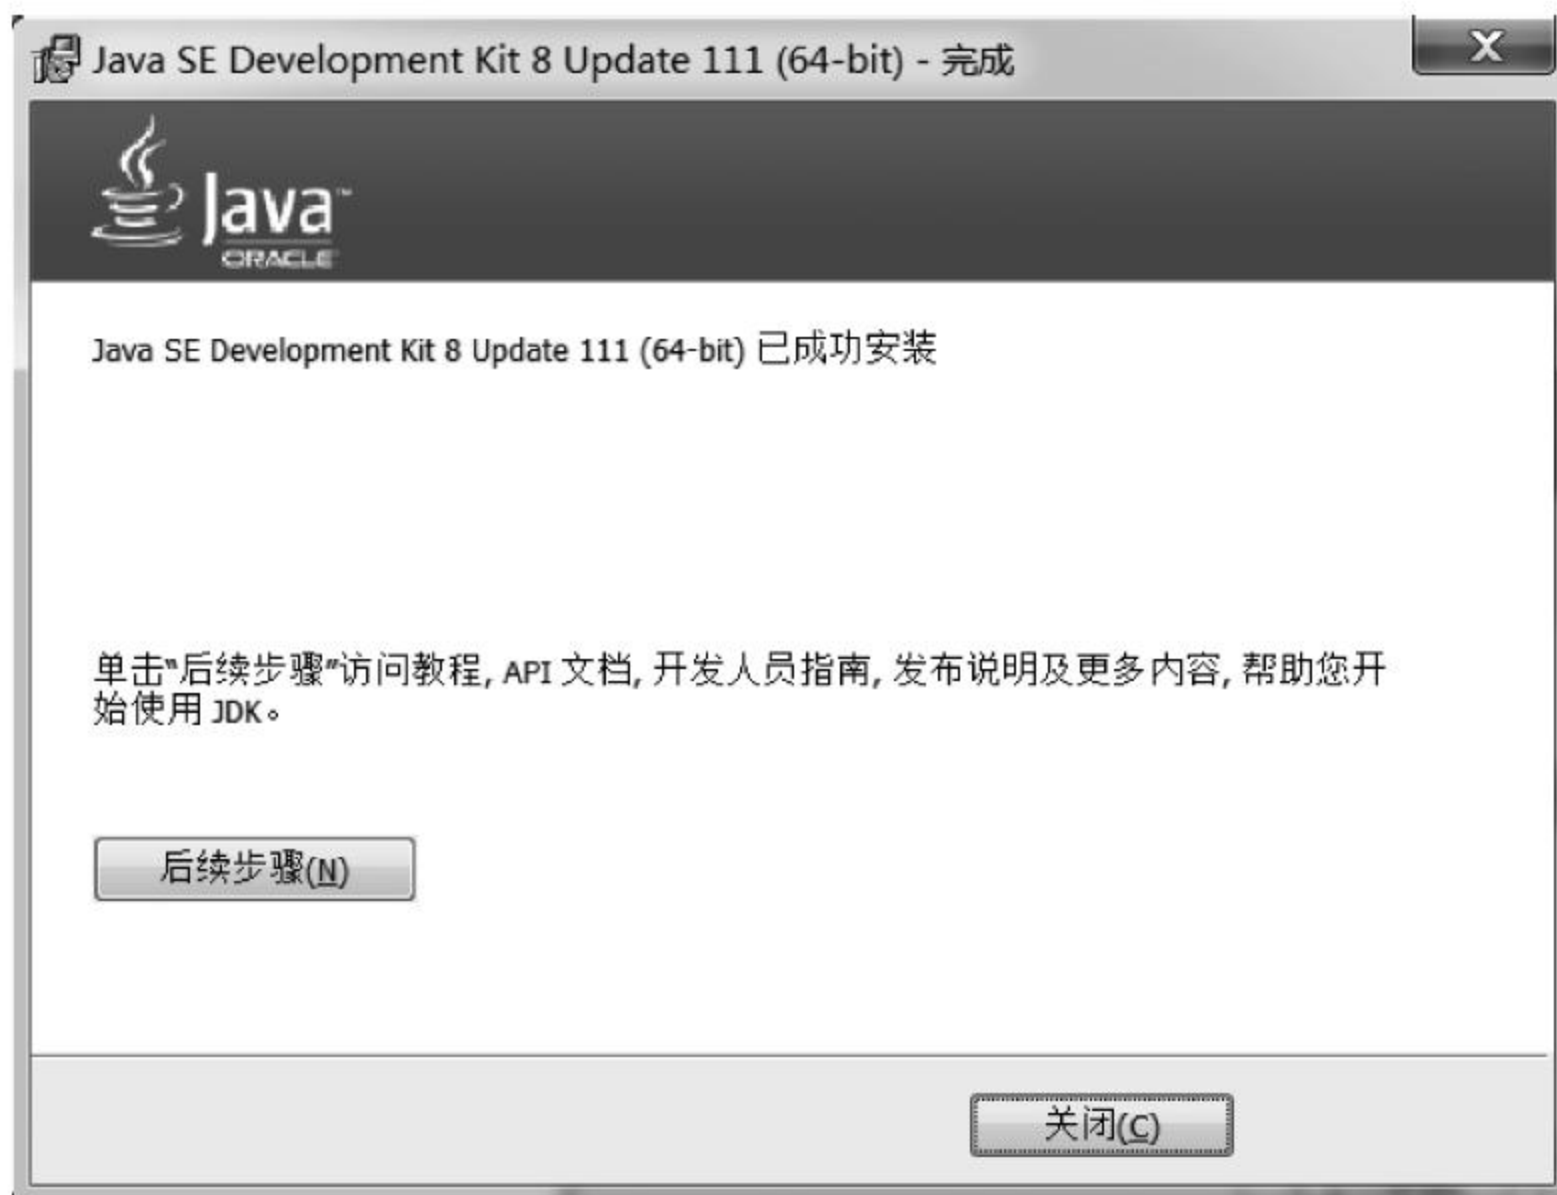 Java SE Development Kit 8 Update 111 (64-bit) - 完成
X
Java™
ORACLE
Java SE Development Kit 8 Update 111 (64-bit) 已成功安装
单击"后续步骤"访问教程, API 文档, 开发人员指南, 发布说明及更多内容, 帮助您开
始使用 JDK。
后续步骤(N)
关闭(C)